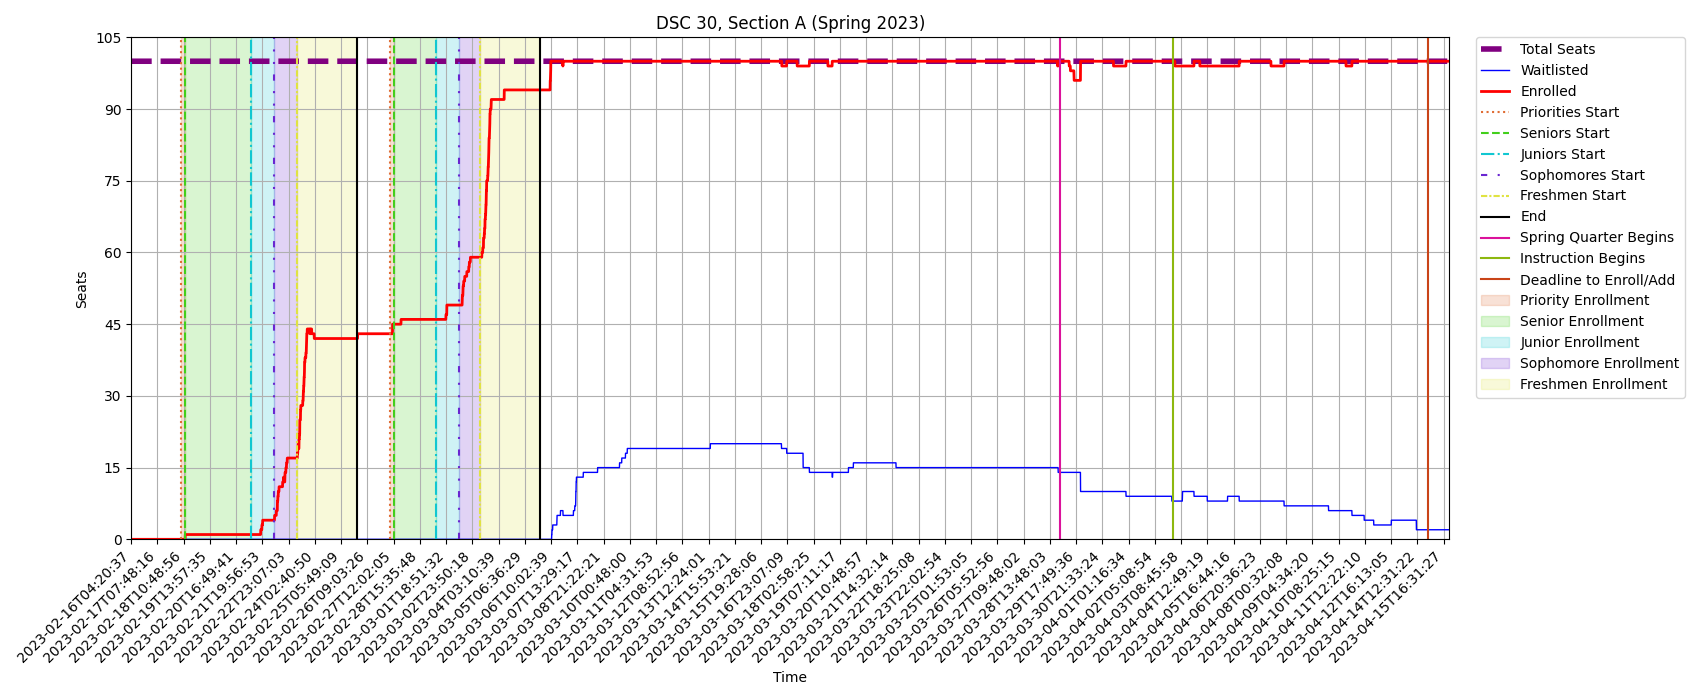 DSC 30, Section A (Spring 2023)
105
90
75
60
45
30
15
0
Seats
2023-02-16T04:20:37
2023-02-17T07:48:16
2023-02-18T10:48:56
2023-02-19T13:57:35
2023-02-20T16:49:41
2023-02-21T19:56:53
2023-02-22T23:07:03
2023-02-24T02:40:50
2023-02-25T05:49:09
2023-02-26T09:03:26
2023-02-27T12:02:05
2023-02-28T15:35:48
2023-03-01T18:51:32
2023-03-02T23:50:18
2023-03-04T03:10:39
2023-03-05T06:36:29
2023-03-06T10:02:39
2023-03-07T13:29:17
2023-03-08T21:22:21
2023-03-10T00:48:00
2023-03-11T04:31:53
2023-03-12T08:52:56
2023-03-13T12:24:01
2023-03-14T15:53:21
2023-03-15T19:28:06
2023-03-16T23:07:09
2023-03-18T02:58:25
2023-03-19T07:11:17
2023-03-20T10:48:57
2023-03-21T14:32:14
2023-03-22T18:25:08
2023-03-23T22:02:54
2023-03-25T01:53:05
2023-03-26T05:52:56
2023-03-27T09:48:02
2023-03-28T13:48:03
2023-03-29T17:49:36
2023-03-30T21:33:24
2023-04-01T01:16:34
2023-04-02T05:08:54
2023-04-03T08:45:58
2023-04-04T12:49:19
2023-04-05T16:44:16
2023-04-06T20:36:23
2023-04-08T00:32:08
2023-04-09T04:34:20
2023-04-10T08:25:15
2023-04-11T12:22:10
2023-04-12T16:13:05
2023-04-14T12:31:22
2023-04-15T16:31:27
Time
Total Seats
Waitlisted
Enrolled
Priorities Start
Seniors Start
Juniors Start
Sophomores Start
Freshmen Start
End
Spring Quarter Begins
Instruction Begins
Deadline to Enroll/Add
Priority Enrollment
Senior Enrollment
Junior Enrollment
Sophomore Enrollment
Freshmen Enrollment